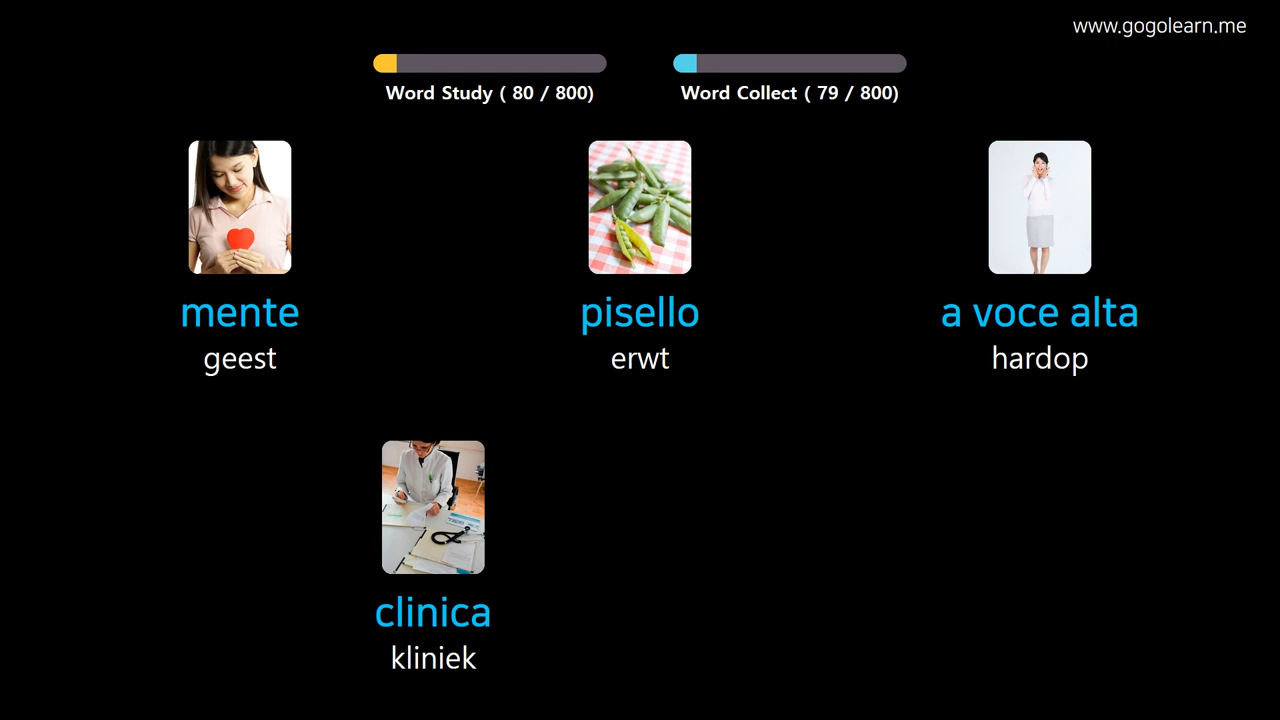 www.gogolearn.me
Word Study ( 80 / 800)
Word Collect ( 79 / 800)
mente
geest
pisello
erwt
a voce alta
hardop
clinica
kliniek